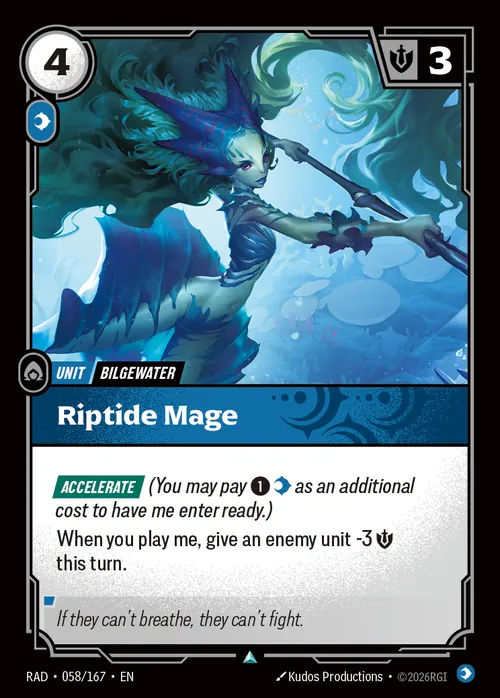 4
3
UNIT BILGEWATER
Riptide Mage
ACCELERATE (You may pay 1 as an additional
cost to have me enter ready.)
When you play me, give an enemy unit -3
this turn.
If they can't breathe, they can't fight.
RAD • 058/167 • EN Kudos Productions • ©2026RGI